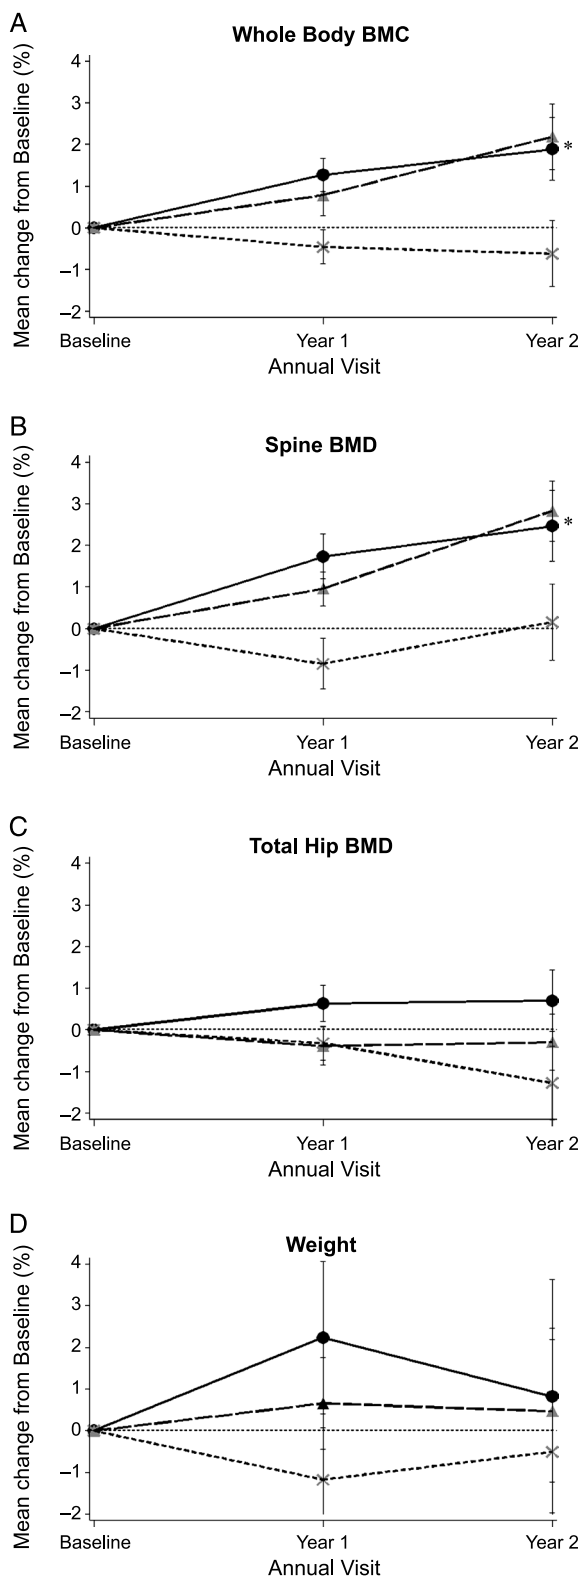 A
Whole Body BMC
Mean change from Baseline (%)
4
3
2
1
0
–1
–2
*
Baseline
Year 1
Year 2
Annual Visit
B
Spine BMD
Mean change from Baseline (%)
4
3
2
1
0
–1
–2
*
Baseline
Year 1
Year 2
Annual Visit
C
Total Hip BMD
Mean change from Baseline (%)
4
3
2
1
0
–1
–2
Baseline
Year 1
Year 2
Annual Visit
D
Weight
Mean change from Baseline (%)
4
3
2
1
0
–1
–2
Baseline
Year 1
Year 2
Annual Visit